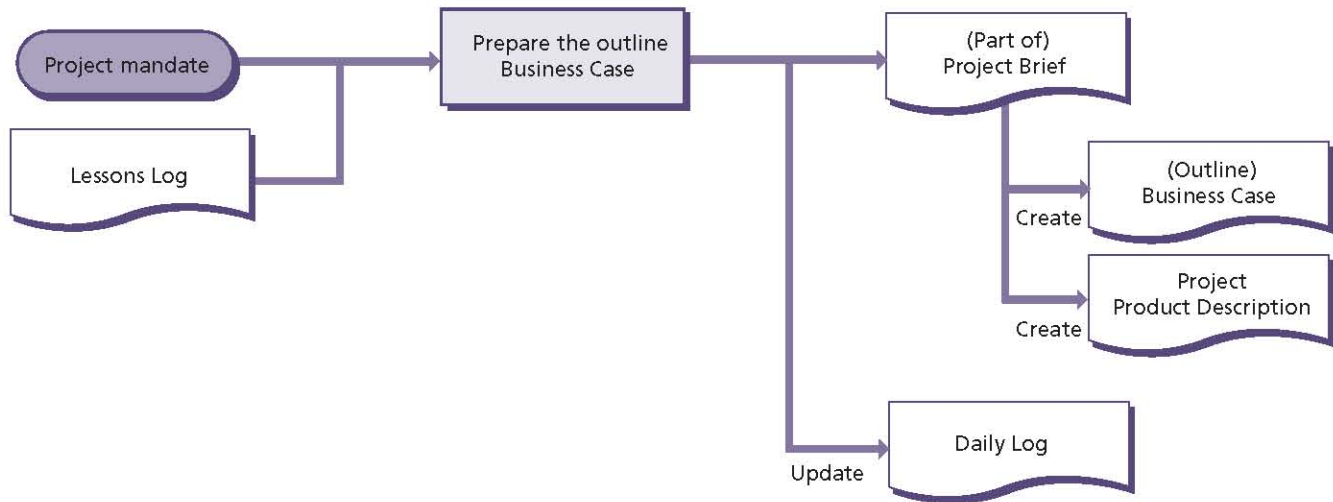 Project mandate
Lessons Log
Prepare the outline
Business Case
(Part of)
Project Brief
(Outline)
Business Case
Create
Project
Product Description
Create
Daily Log
Update